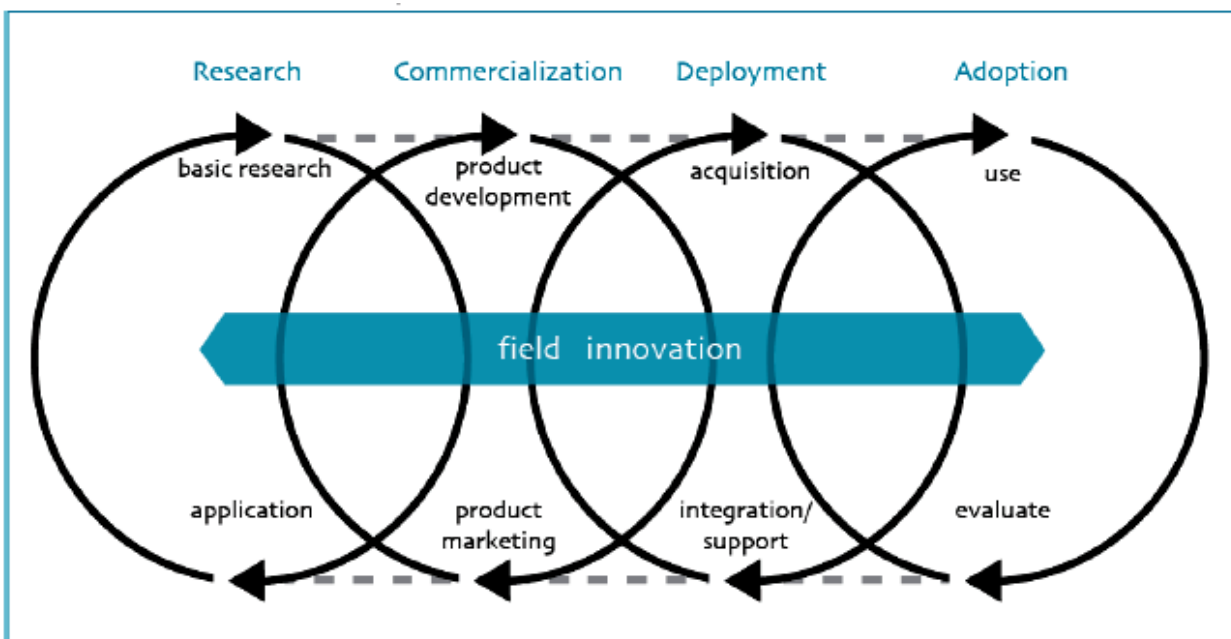 Research Commercialization Deployment Adoption
basic research
product
development
acquisition
use
field innovation
application
product
marketing
integration/
support
evaluate